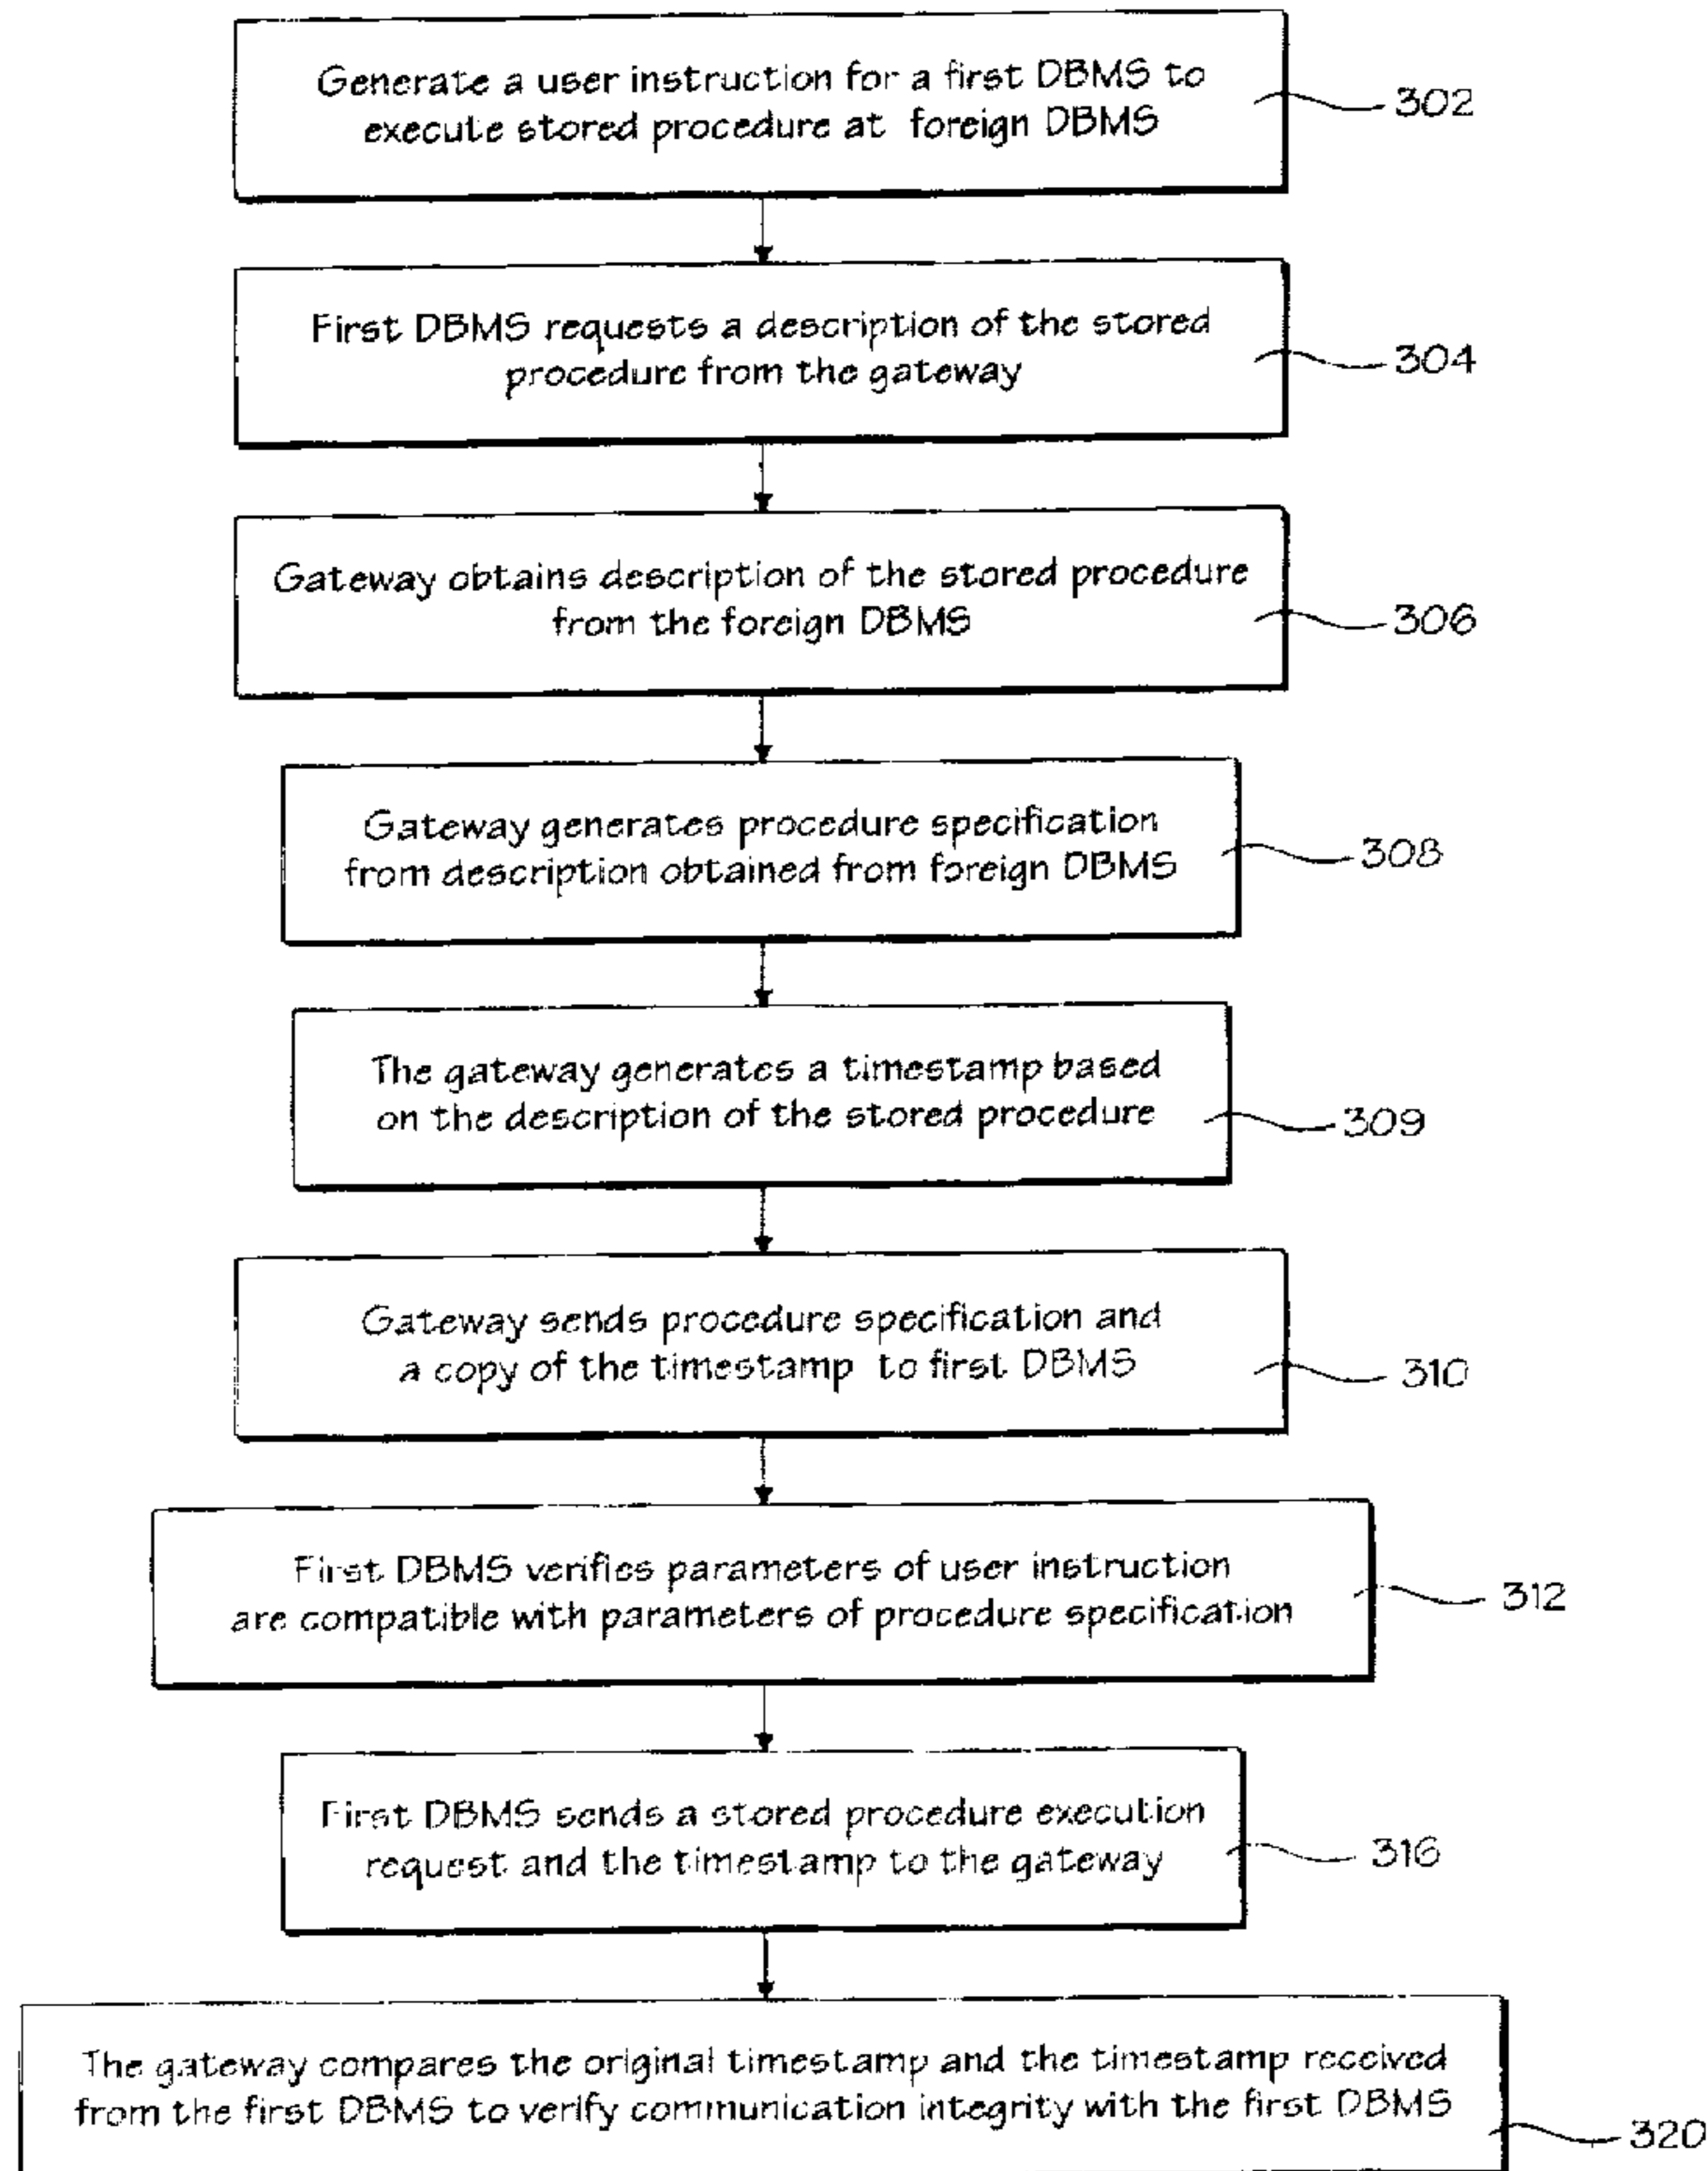 Generate a user instruction for a first DBMS to
execute stored procedure at foreign DBMS
302
First DBMS requests a description of the stored
procedure from the gateway
304
Gateway obtains description of the stored procedure
from the foreign DBMS
306
Gateway generates procedure specification
from description obtained from foreign DBMS
308
The gateway generates a timestamp based
on the description of the stored procedure
309
Gateway sends procedure specification and
a copy of the timestamp to first DBMS
310
First DBMS verifies parameters of user instruction
are compatible with parameters of procedure specification
312
First DBMS sends a stored procedure execution
request and the timestamp to the gateway
316
The gateway compares the original timestamp and the timestamp received
from the first DBMS to verify communication integrity with the first DBMS
320